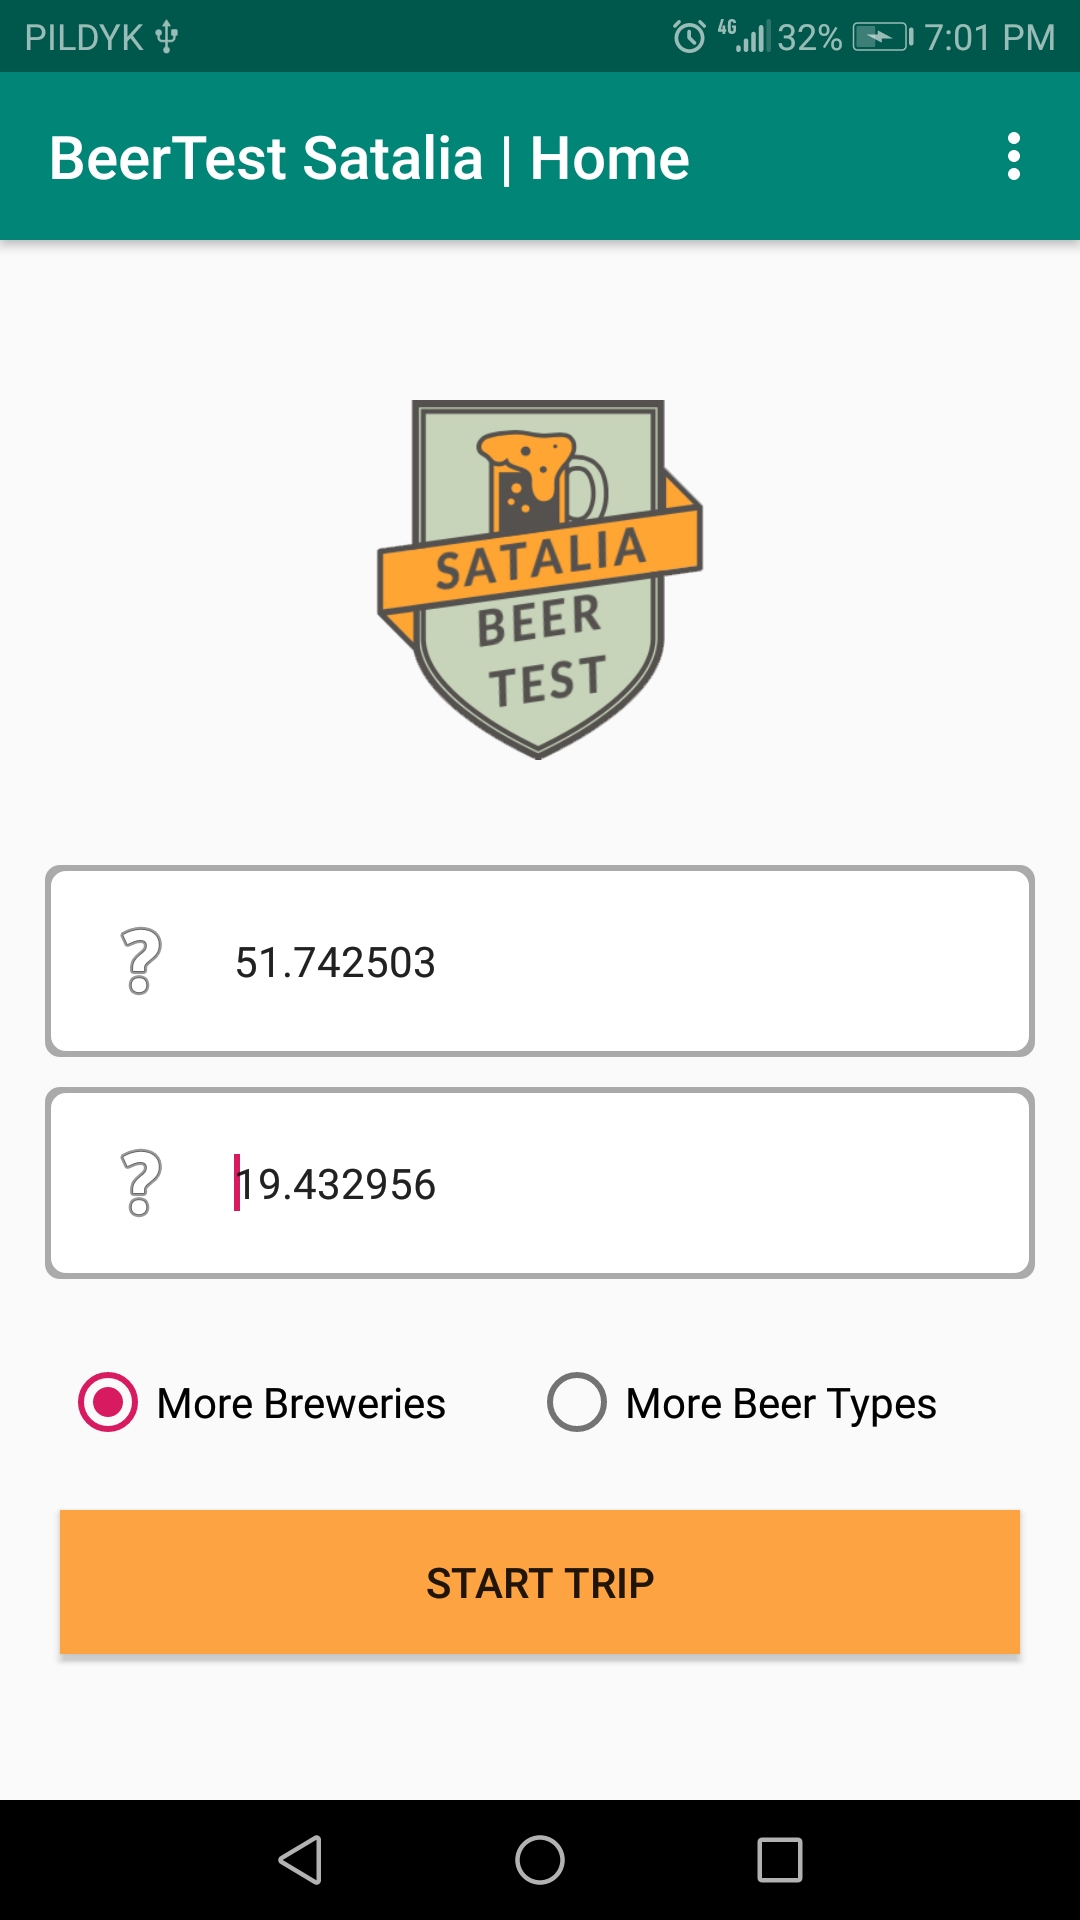 PILDYK 4G 32% 7:01 PM
BeerTest Satalia | Home
SATALIA
BEER
TEST
51.742503
19.432956
More Breweries More Beer Types
START TRIP